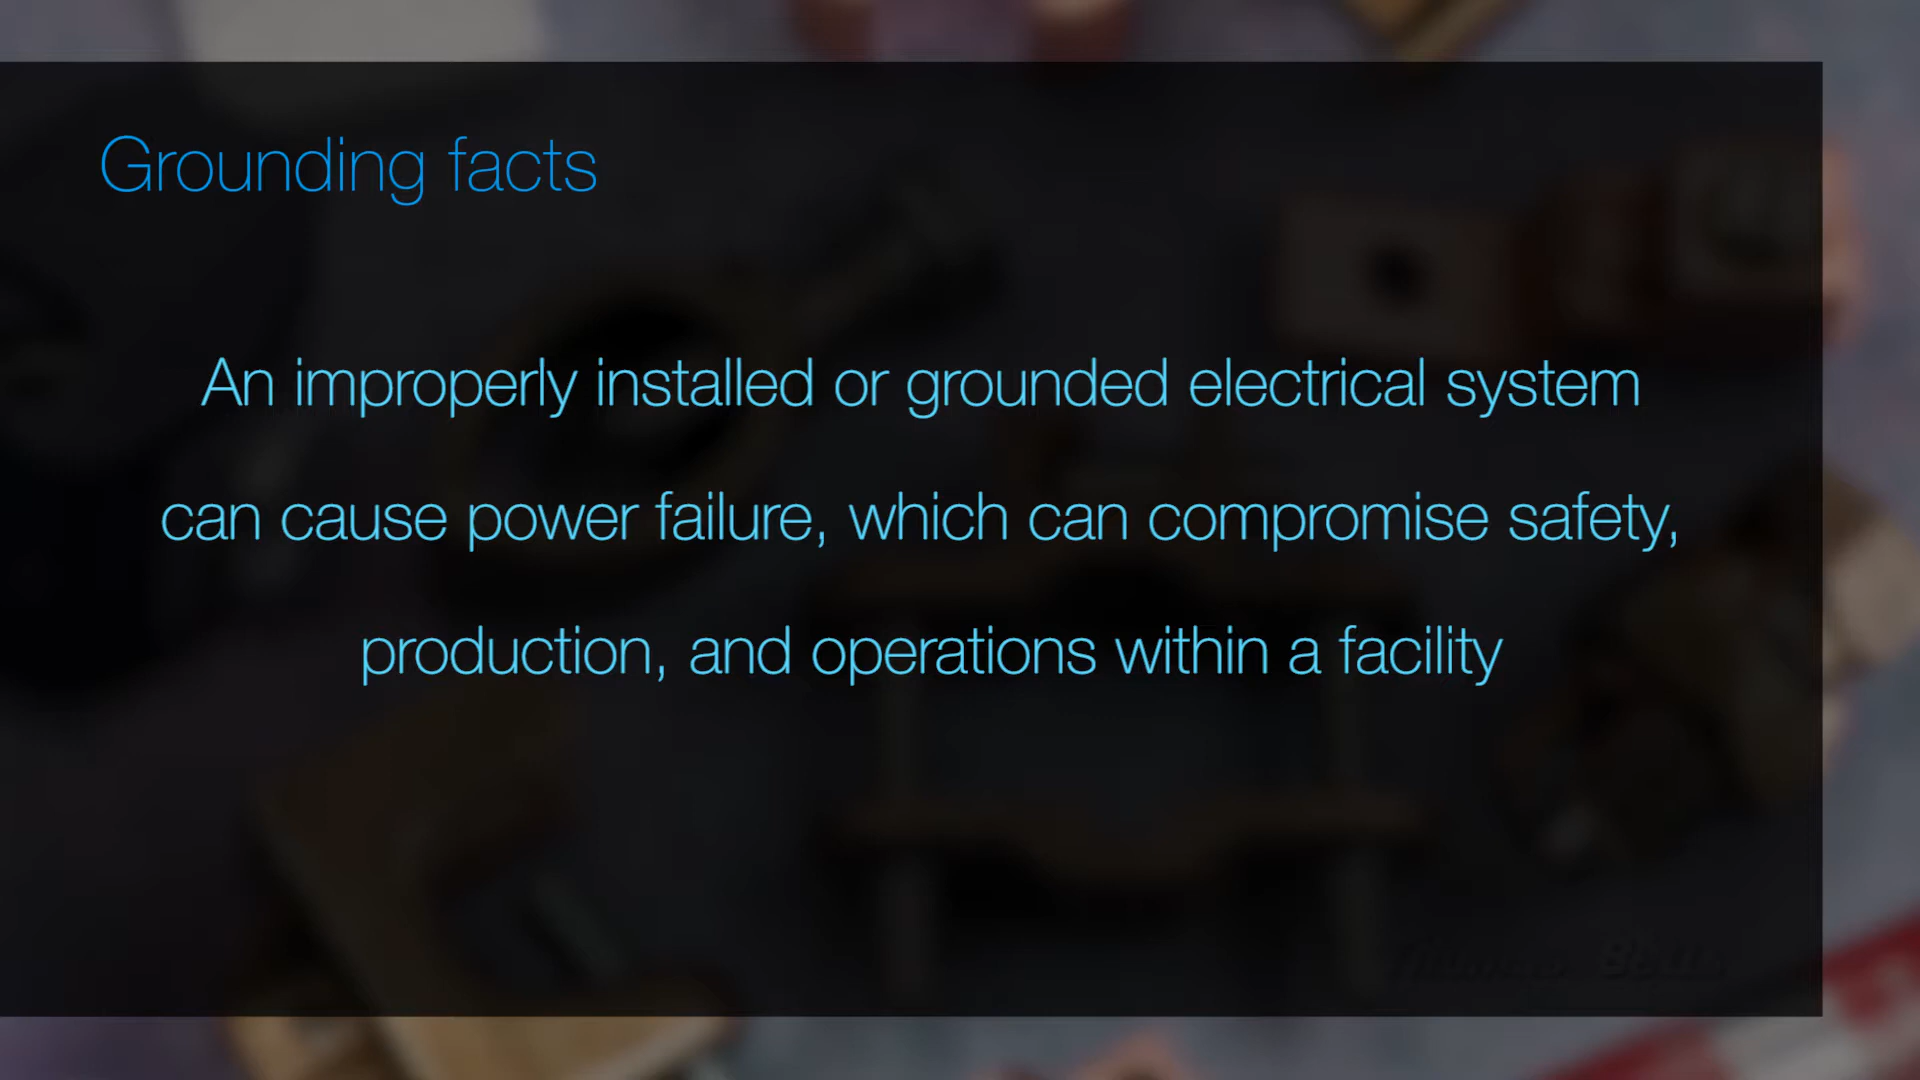 Grounding facts
An improperly installed or grounded electrical system
can cause power failure, which can compromise safety,
production, and operations within a facility